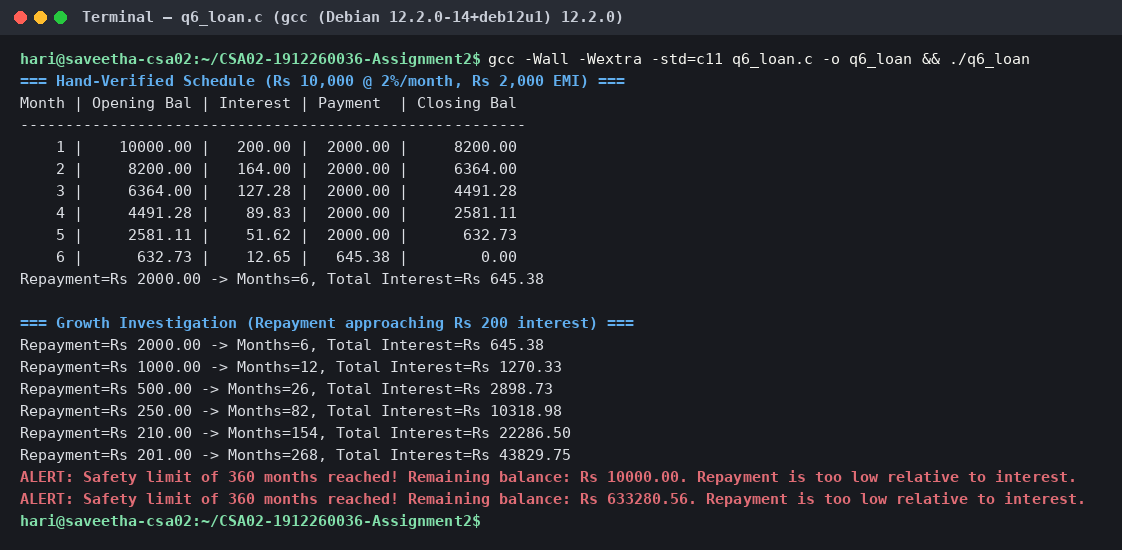 Terminal — q6_loan.c (gcc (Debian 12.2.0-14+deb12u1) 12.2.0)
hari@saveetha-csa02:~/CSA02-1912260036-Assignment2$ gcc -Wall -Wextra -std=c11 q6_loan.c -o q6_loan && ./q6_loan
=== Hand-Verified Schedule (Rs 10,000 @ 2%/month, Rs 2,000 EMI) ===
Month | Opening Bal | Interest | Payment  | Closing Bal
--------------------------------------------------------
    1 |    10000.00 |   200.00 |  2000.00 |     8200.00
    2 |     8200.00 |   164.00 |  2000.00 |     6364.00
    3 |     6364.00 |   127.28 |  2000.00 |     4491.28
    4 |     4491.28 |    89.83 |  2000.00 |     2581.11
    5 |     2581.11 |    51.62 |  2000.00 |      632.73
    6 |      632.73 |    12.65 |   645.38 |        0.00
Repayment=Rs 2000.00 -> Months=6, Total Interest=Rs 645.38
=== Growth Investigation (Repayment approaching Rs 200 interest) ===
Repayment=Rs 2000.00 -> Months=6, Total Interest=Rs 645.38
Repayment=Rs 1000.00 -> Months=12, Total Interest=Rs 1270.33
Repayment=Rs 500.00 -> Months=26, Total Interest=Rs 2898.73
Repayment=Rs 250.00 -> Months=82, Total Interest=Rs 10318.98
Repayment=Rs 210.00 -> Months=154, Total Interest=Rs 22286.50
Repayment=Rs 201.00 -> Months=268, Total Interest=Rs 43829.75
ALERT: Safety limit of 360 months reached! Remaining balance: Rs 10000.00. Repayment is too low relative to interest.
ALERT: Safety limit of 360 months reached! Remaining balance: Rs 633280.56. Repayment is too low relative to interest.
hari@saveetha-csa02:~/CSA02-1912260036-Assignment2$